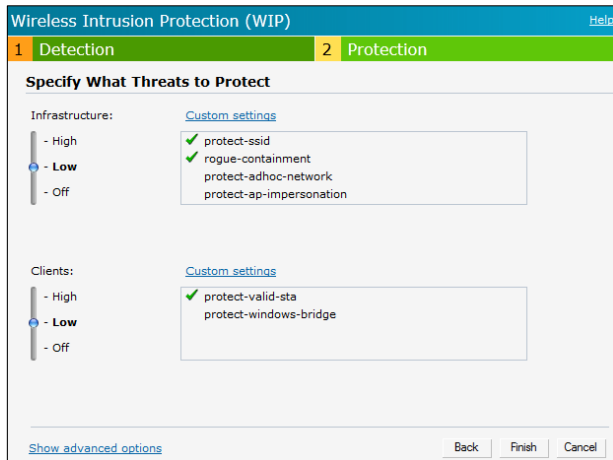 Wireless Intrusion Protection (WIP) Help
1 Detection 2 Protection
Specify What Threats to Protect
Infrastructure: Custom settings
- High
- Low
- Off
protect-ssid
rogue-containment
protect-adhoc-network
protect-ap-impersonation
Clients: Custom settings
- High
- Low
- Off
protect-valid-sta
protect-windows-bridge
Show advanced options Back Finish Cancel